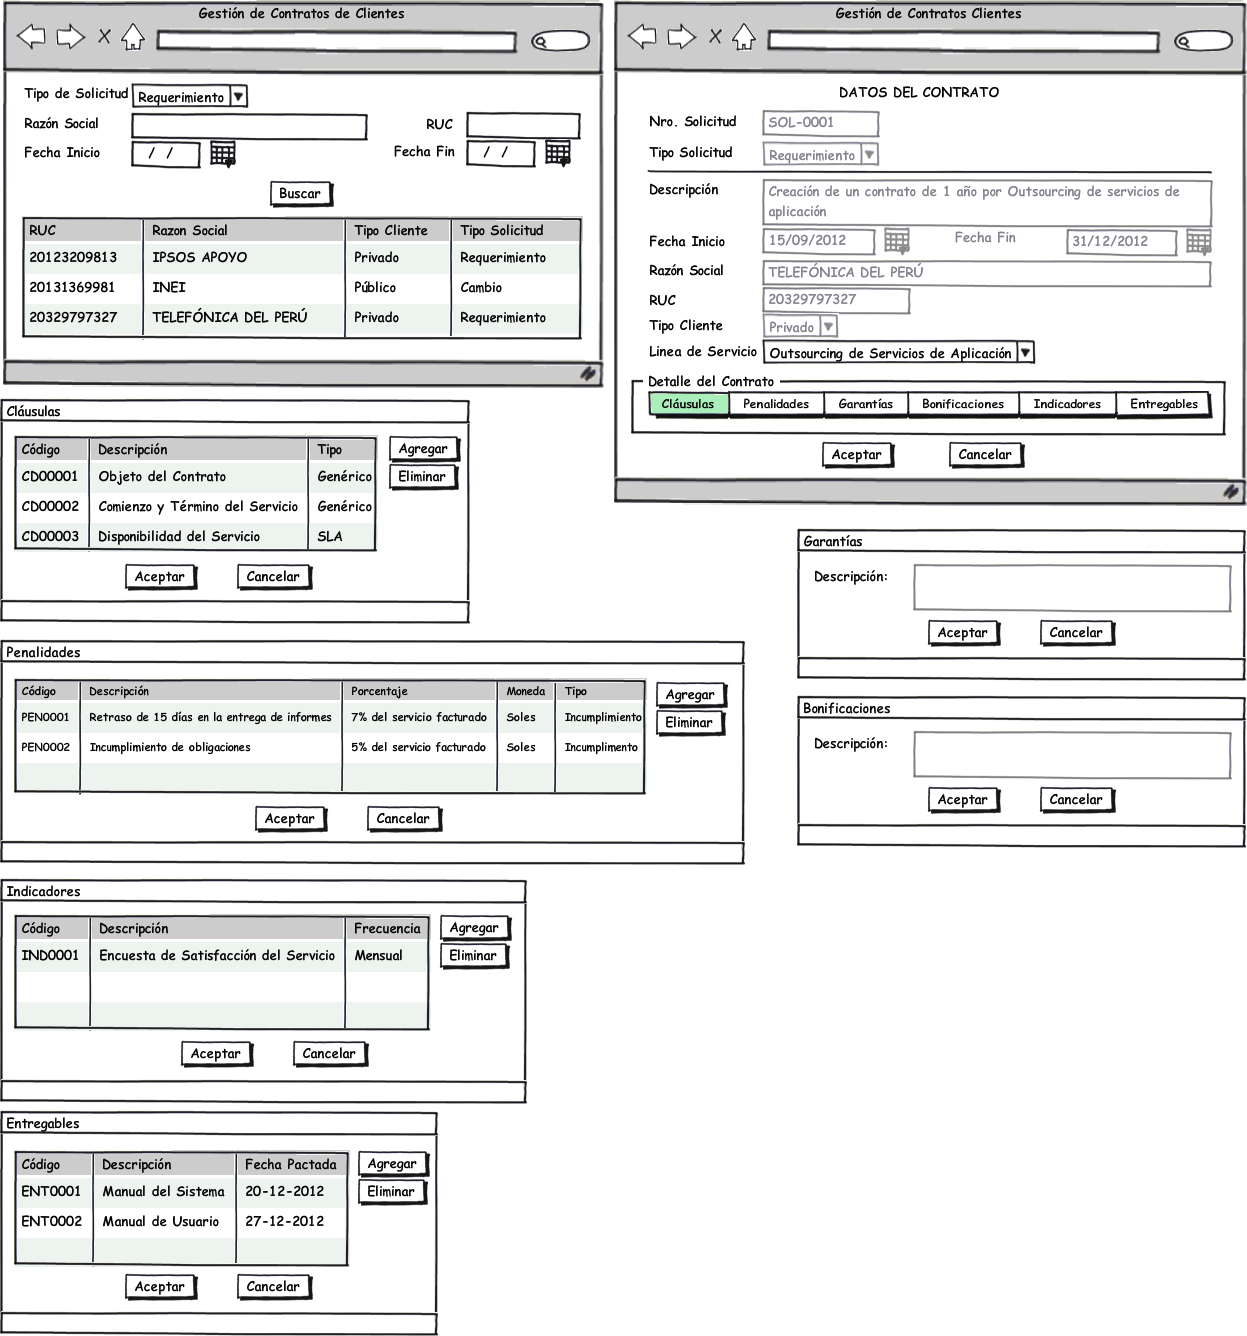 Gestión de Contratos de Clientes
Tipo de Solicitud Requerimiento
Razón Social RUC
Fecha Inicio / / Fecha Fin / /
Buscar
RUC Razon Social Tipo Cliente Tipo Solicitud
20123209813 IPSOS APOYO Privado Requerimiento
20131369981 INEI Público Cambio
20329797327 TELEFÓNICA DEL PERÚ Privado Requerimiento
Gestión de Contratos Clientes
DATOS DEL CONTRATO
Nro. Solicitud SOL-0001
Tipo Solicitud Requerimiento
Descripción Creación de un contrato de 1 año por Outsourcing de servicios de
aplicación
Fecha Inicio 15/09/2012 Fecha Fin 31/12/2012
Razón Social TELEFÓNICA DEL PERÚ
RUC 20329797327
Tipo Cliente Privado
Linea de Servicio Outsourcing de Servicios de Aplicación
Detalle del Contrato
Cláusulas Penalidades Garantías Bonificaciones Indicadores Entregables
Aceptar Cancelar
Cláusulas
Código Descripción Tipo Agregar
CD00001 Objeto del Contrato Genérico Eliminar
CD00002 Comienzo y Término del Servicio Genérico
CD00003 Disponibilidad del Servicio SLA
Aceptar Cancelar
Garantías
Descripción:
Aceptar Cancelar
Penalidades
Código Descripción Porcentaje Moneda Tipo Agregar
PEN0001 Retraso de 15 días en la entrega de informes 7% del servicio facturado Soles Incumplimiento Eliminar
PEN0002 Incumplimiento de obligaciones 5% del servicio facturado Soles Incumplimento
Aceptar Cancelar
Bonificaciones
Descripción:
Aceptar Cancelar
Indicadores
Código Descripción Frecuencia Agregar
IND0001 Encuesta de Satisfacción del Servicio Mensual Eliminar
Aceptar Cancelar
Entregables
Código Descripción Fecha Pactada Agregar
ENT0001 Manual del Sistema 20-12-2012 Eliminar
ENT0002 Manual de Usuario 27-12-2012
Aceptar Cancelar